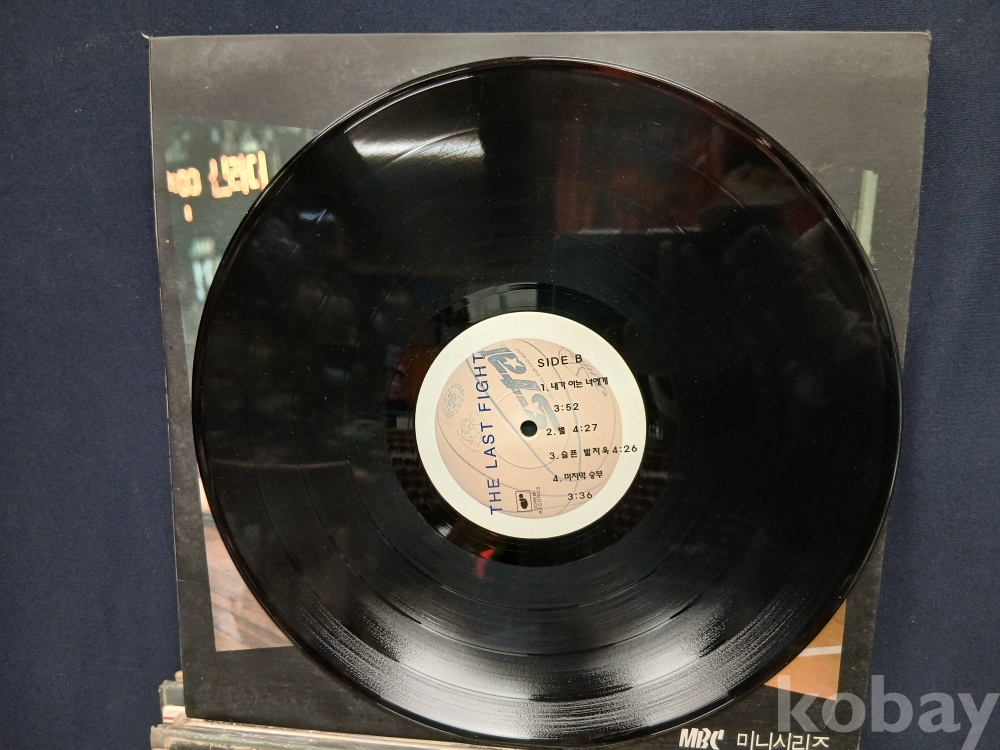 SIDE B
THE LAST FIGHT
1. 내가 아는 너에게
3:52
2. 별 4:27
3. 슬픈 발자욱 4:26
4. 마지막 승부
3:36
MBC 미니시리즈
kobay